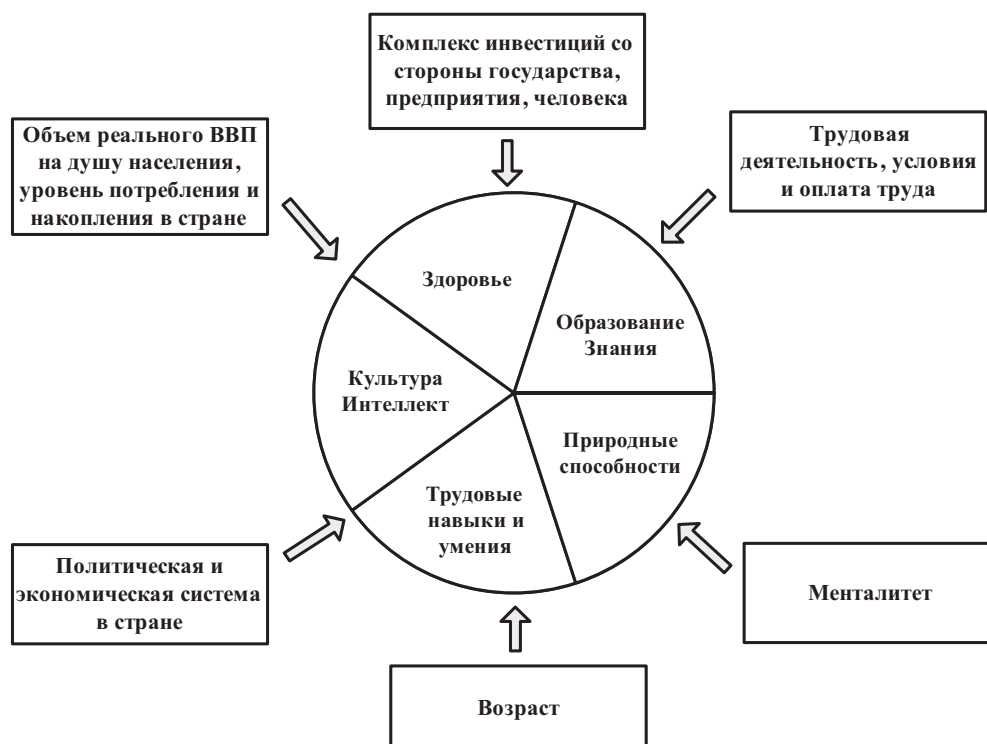 Комплекс инвестиций со
стороны государства,
предприятия, человека
Объем реального ВВП
на душу населения,
уровень потребления и
накопления в стране
Трудовая
деятельность, условия
и оплата труда
Здоровье
Образование
Знания
Культура
Интеллект
Природные
способности
Трудовые
навыки и
умения
Политическая и
экономическая система
в стране
Менталитет
Возраст